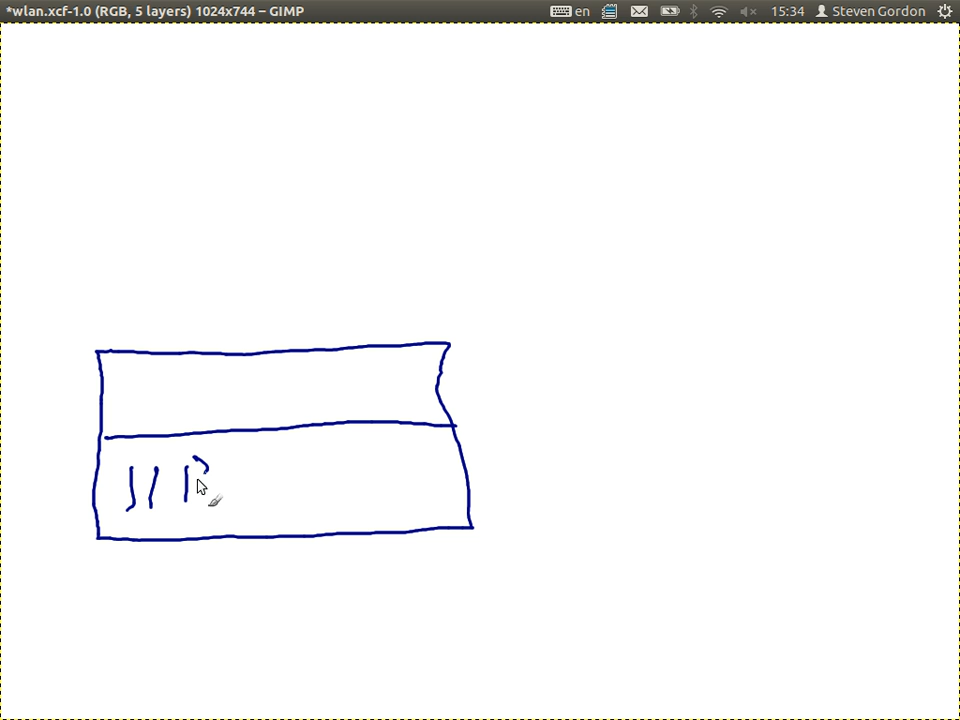 *wlan.xcf-1.0 (RGB, 5 layers) 1024x744 – GIMP en 15:34 Steven Gordon